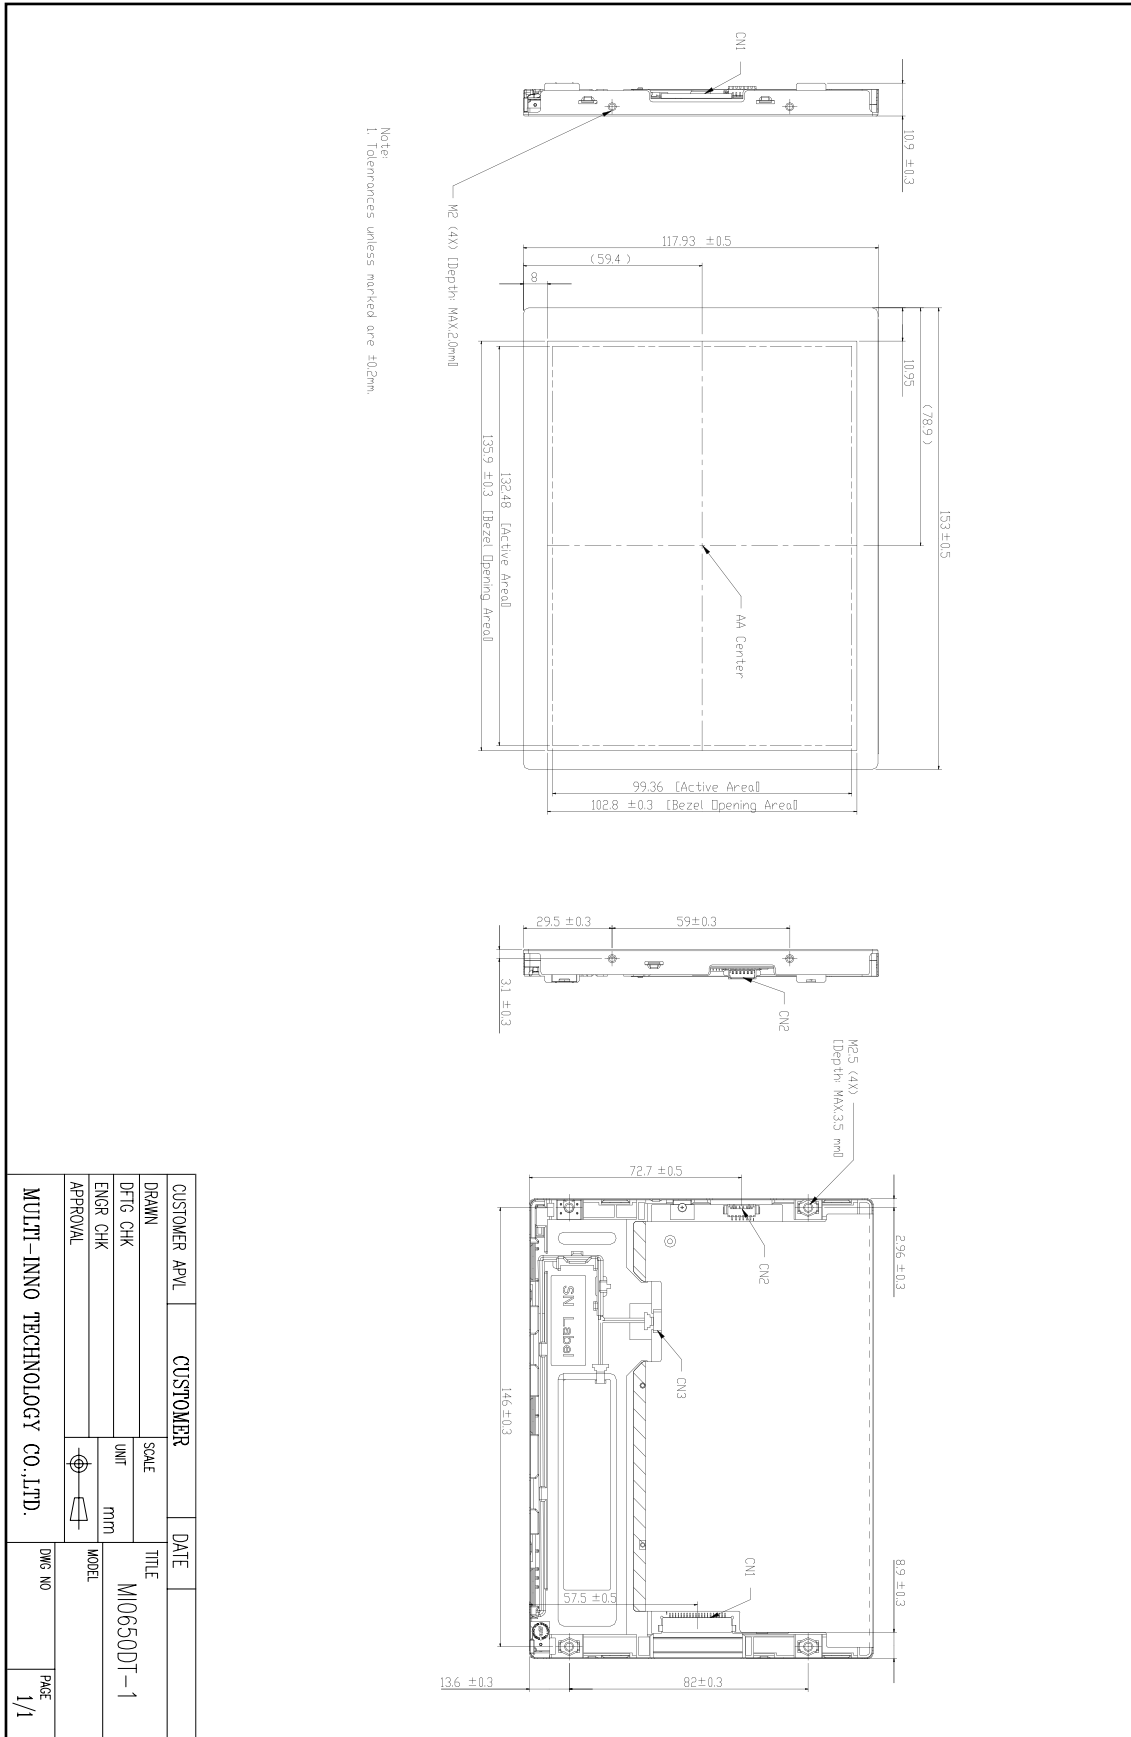 CN1
10.9 ±0.3
M2 (4X) [Depth: MAX.2.0mm]
Note:
1. Tolenrances unless marked are ±0.2mm.
117.93 ±0.5
(59.4 )
8
10.95
(78.9 )
153±0.5
135.9 ±0.3 [Bezel Opening Area]
132.48 [Active Area]
AA Center
99.36 [Active Area]
102.8 ±0.3 [Bezel Opening Area]
29.5 ±0.3
59±0.3
3.1 ±0.3
CN2
M2.5 (4X)
[Depth: MAX.3.5 mm]
72.7 ±0.5
2.96 ±0.3
CN2
SN Label
CN3
146 ±0.3
CN1
57.5 ±0.5
8.9 ±0.3
13.6 ±0.3
82±0.3
CUSTOMER APVL
CUSTOMER
DATE
DRAWN
SCALE
TITLE
DFTG CHK
UNIT
mm
MI0650DT-1
ENGR CHK
APPROVAL
MODEL
MULTI-INNO TECHNOLOGY CO.,LTD.
DWG NO
PAGE
1/1